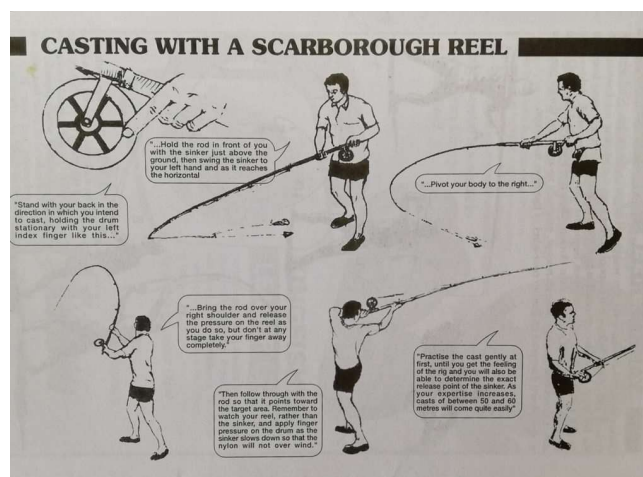 CASTING WITH A SCARBOROUGH REEL
"...Hold the rod in front of you
with the sinker just above the
ground, then swing the sinker to
your left hand and as it reaches
the horizontal
"...Pivot your body to the right..."
"Stand with your back in the
direction in which you intend
to cast, holding the drum
stationary with your left
index finger like this..."
"...Bring the rod over your
right shoulder and release
the pressure on the reel as
you do so, but don't at any
stage take your finger away
completely."
"Then follow through with the
rod so that it points toward
the target area. Remember to
watch your reel, rather than
the sinker, and apply finger
pressure on the drum as the
sinker slows down so that the
nylon will not over wind."
"Practise the cast gently at
first, until you get the feeling
of the rig and you will also be
able to determine the exact
release point of the sinker. As
your expertise increases,
casts of between 50 and 60
metres will come quite easily"